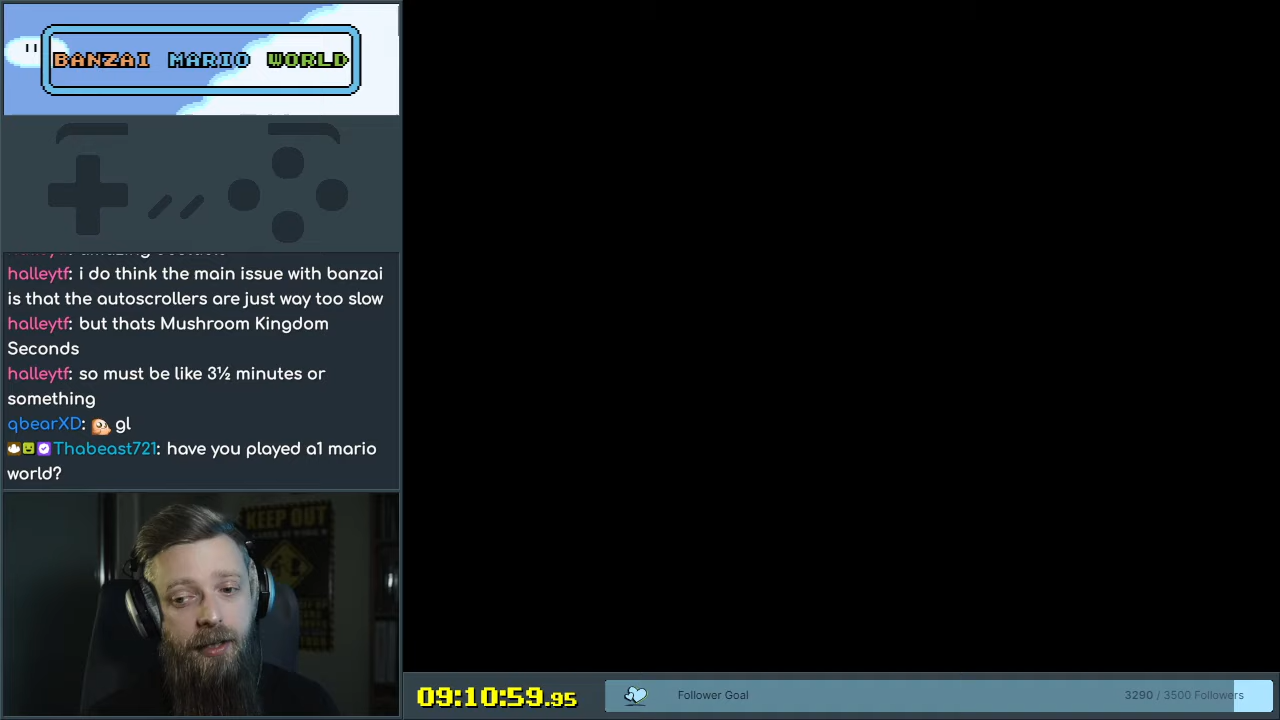 BANZAI MARIO WORLD
halleytf: i do think the main issue with banzai
is that the autoscrollers are just way too slow
halleytf: but thats Mushroom Kingdom
Seconds
halleytf: so must be like 3½ minutes or
something
qbearXD: gl
Thabeast721: have you played a1 mario
world?
KEEP OUT
09:10:59.95
Follower Goal
3290 / 3500 Followers